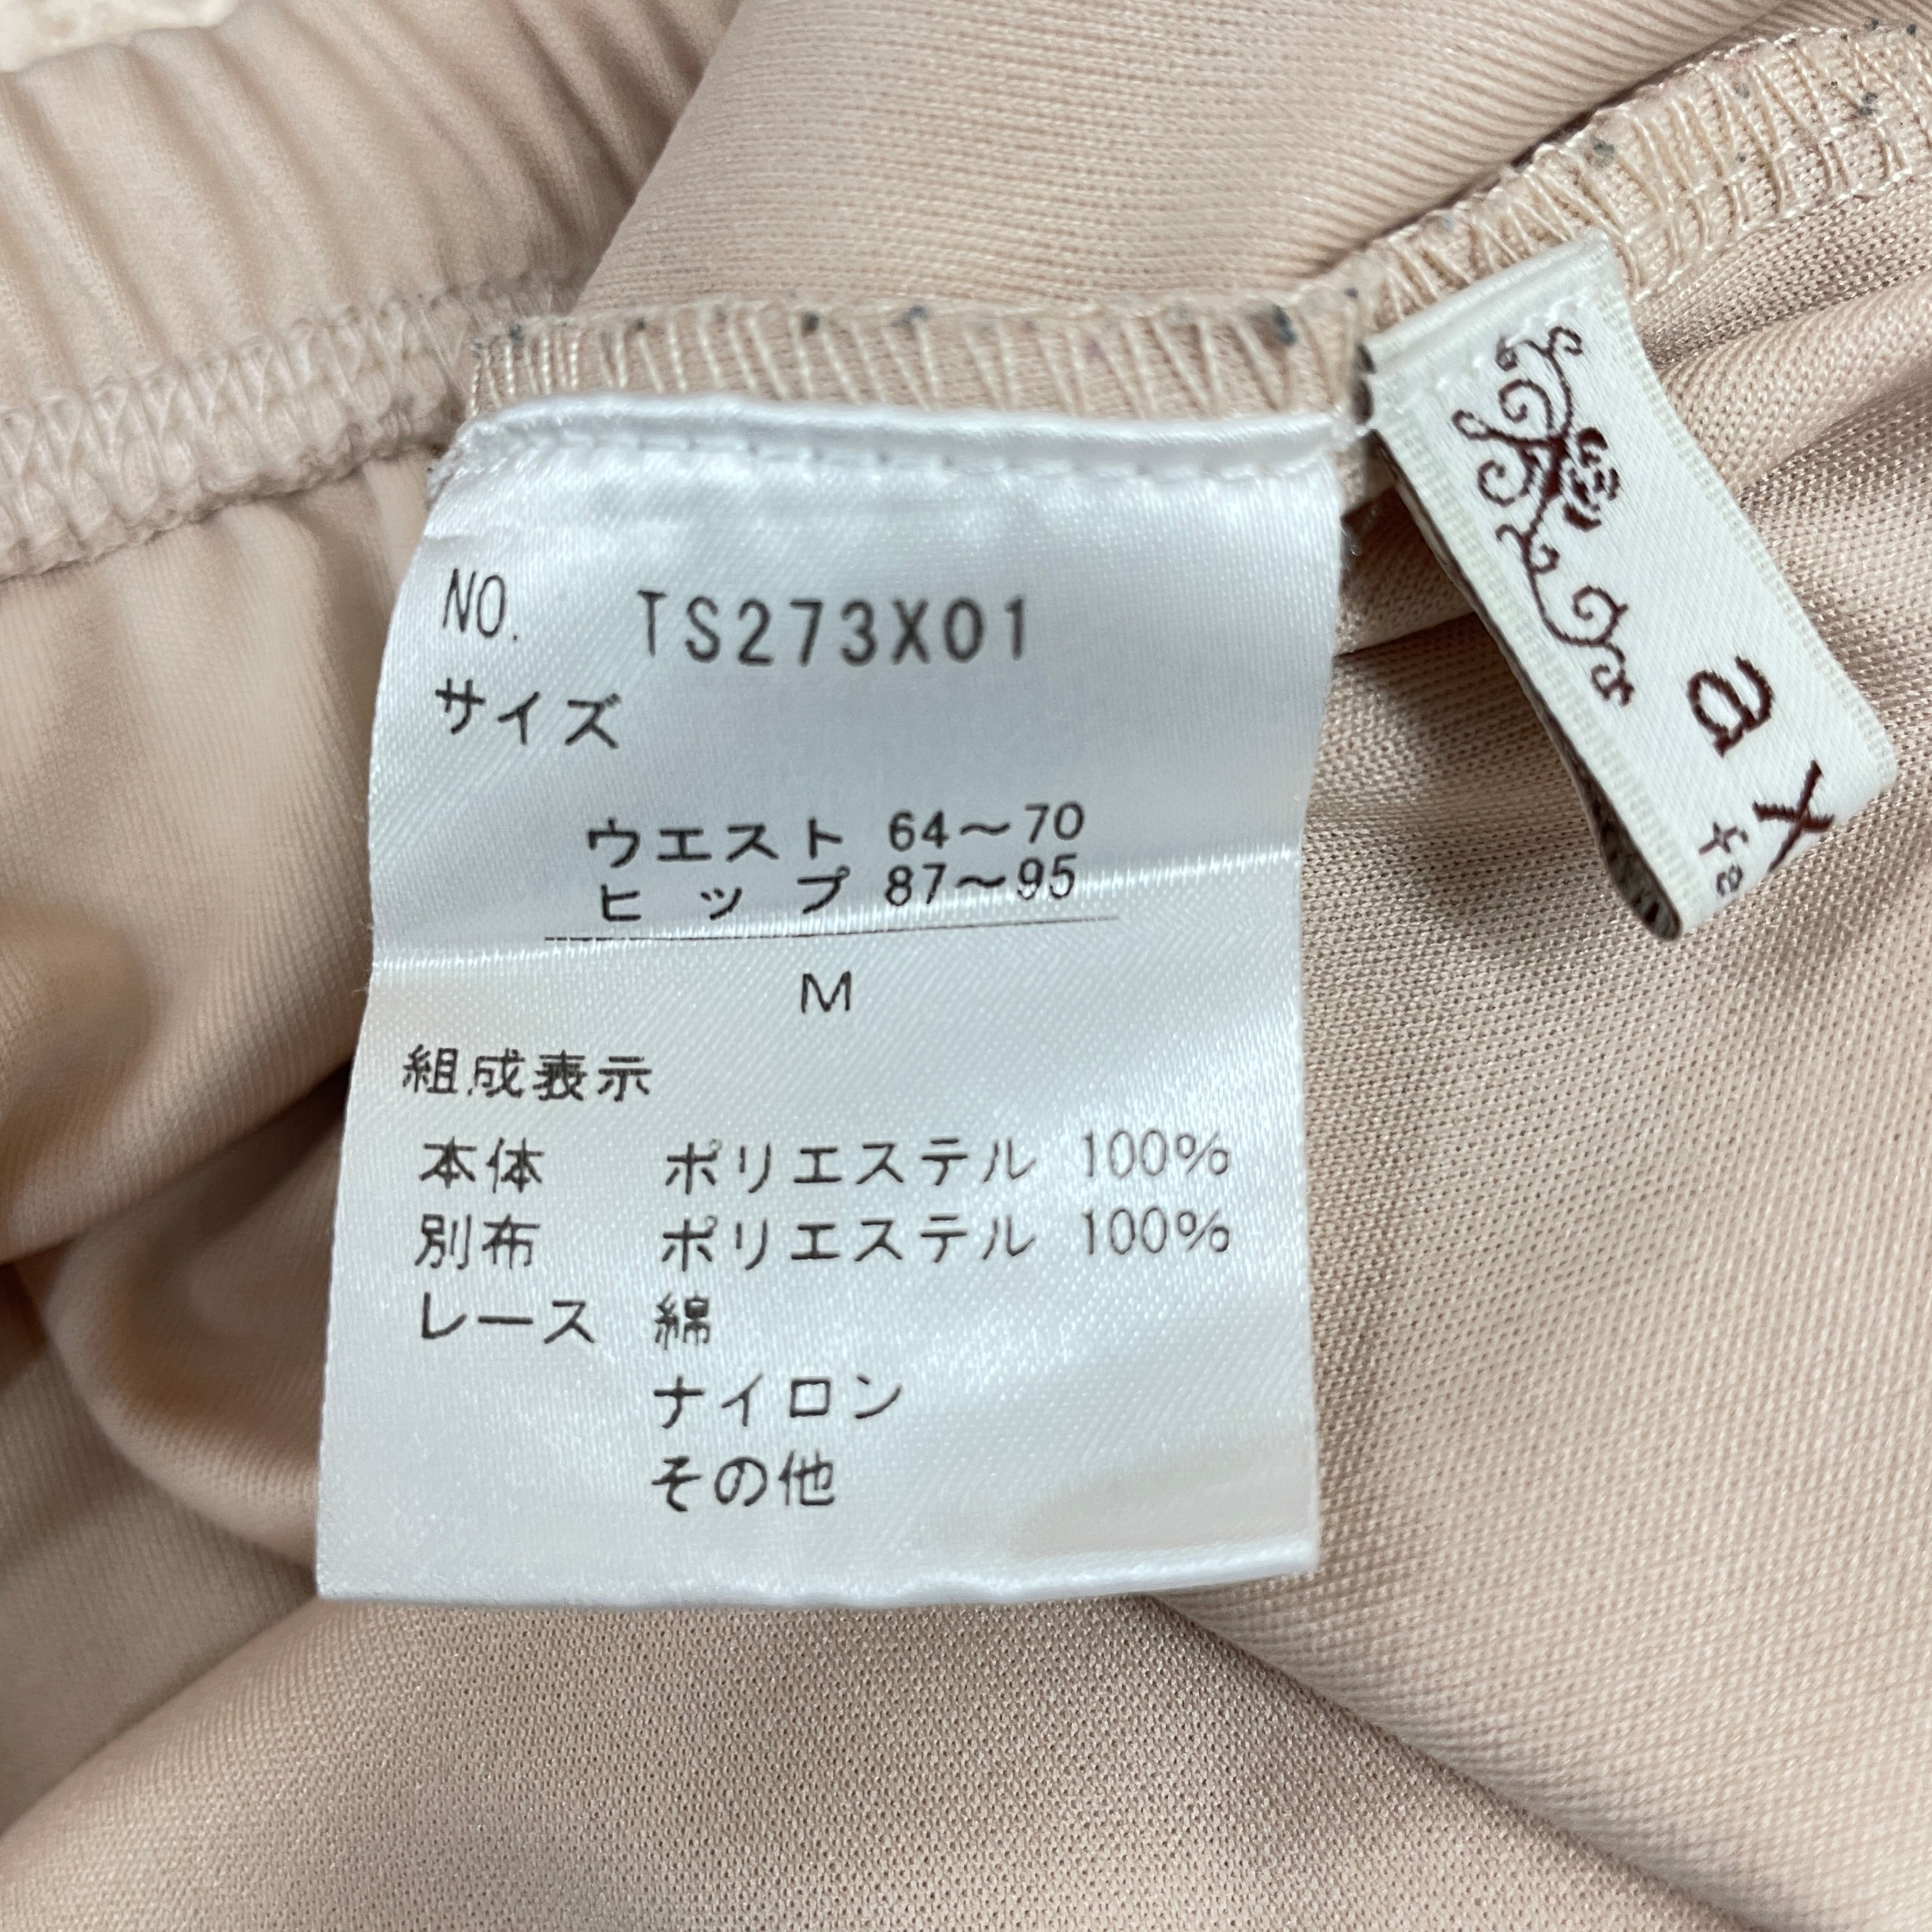 NO. TS273X01
サイズ
ウエスト 64～70
ヒップ 87～95
M
組成表示
本体 ポリエステル 100%
別布 ポリエステル 100%
レース 綿
ナイロン
その他
ax